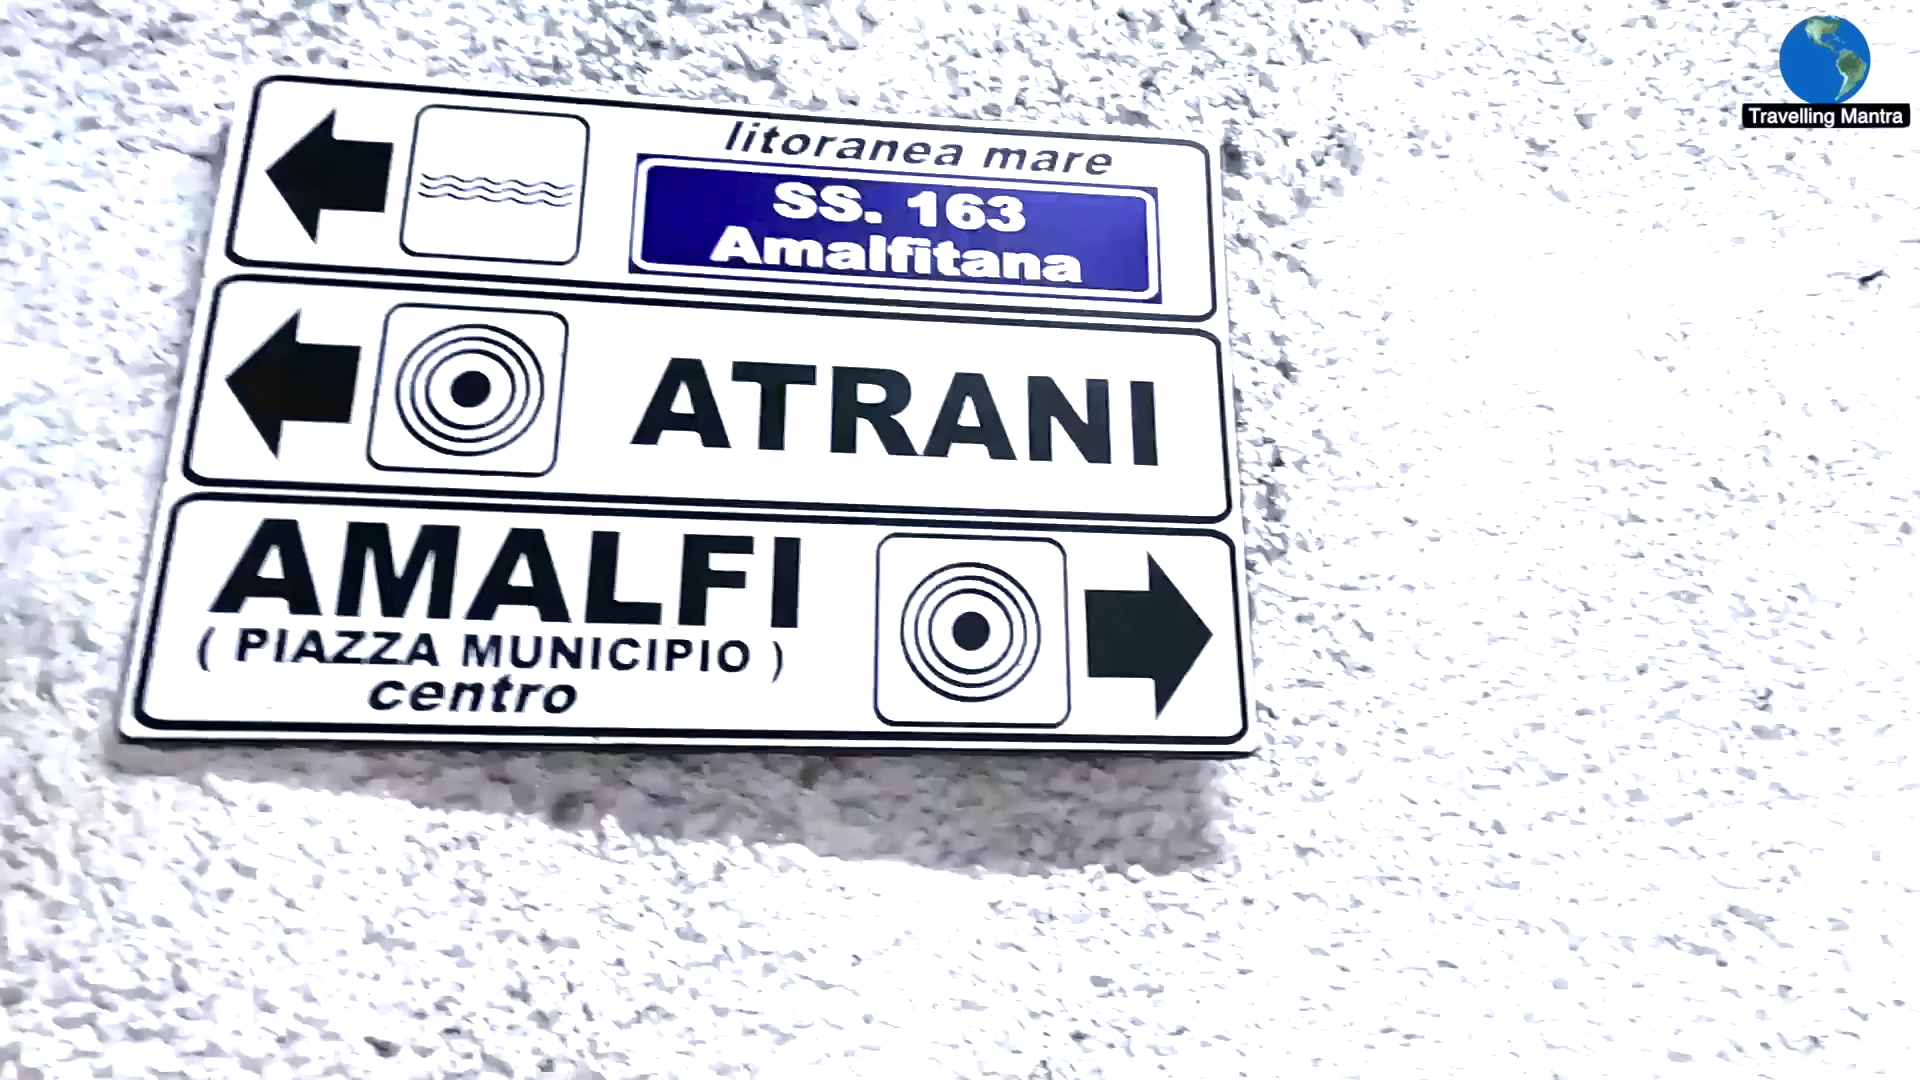 Travelling Mantra
litoranea mare
SS. 163
Amalfitana
ATRANI
AMALFI
( PIAZZA MUNICIPIO )
centro